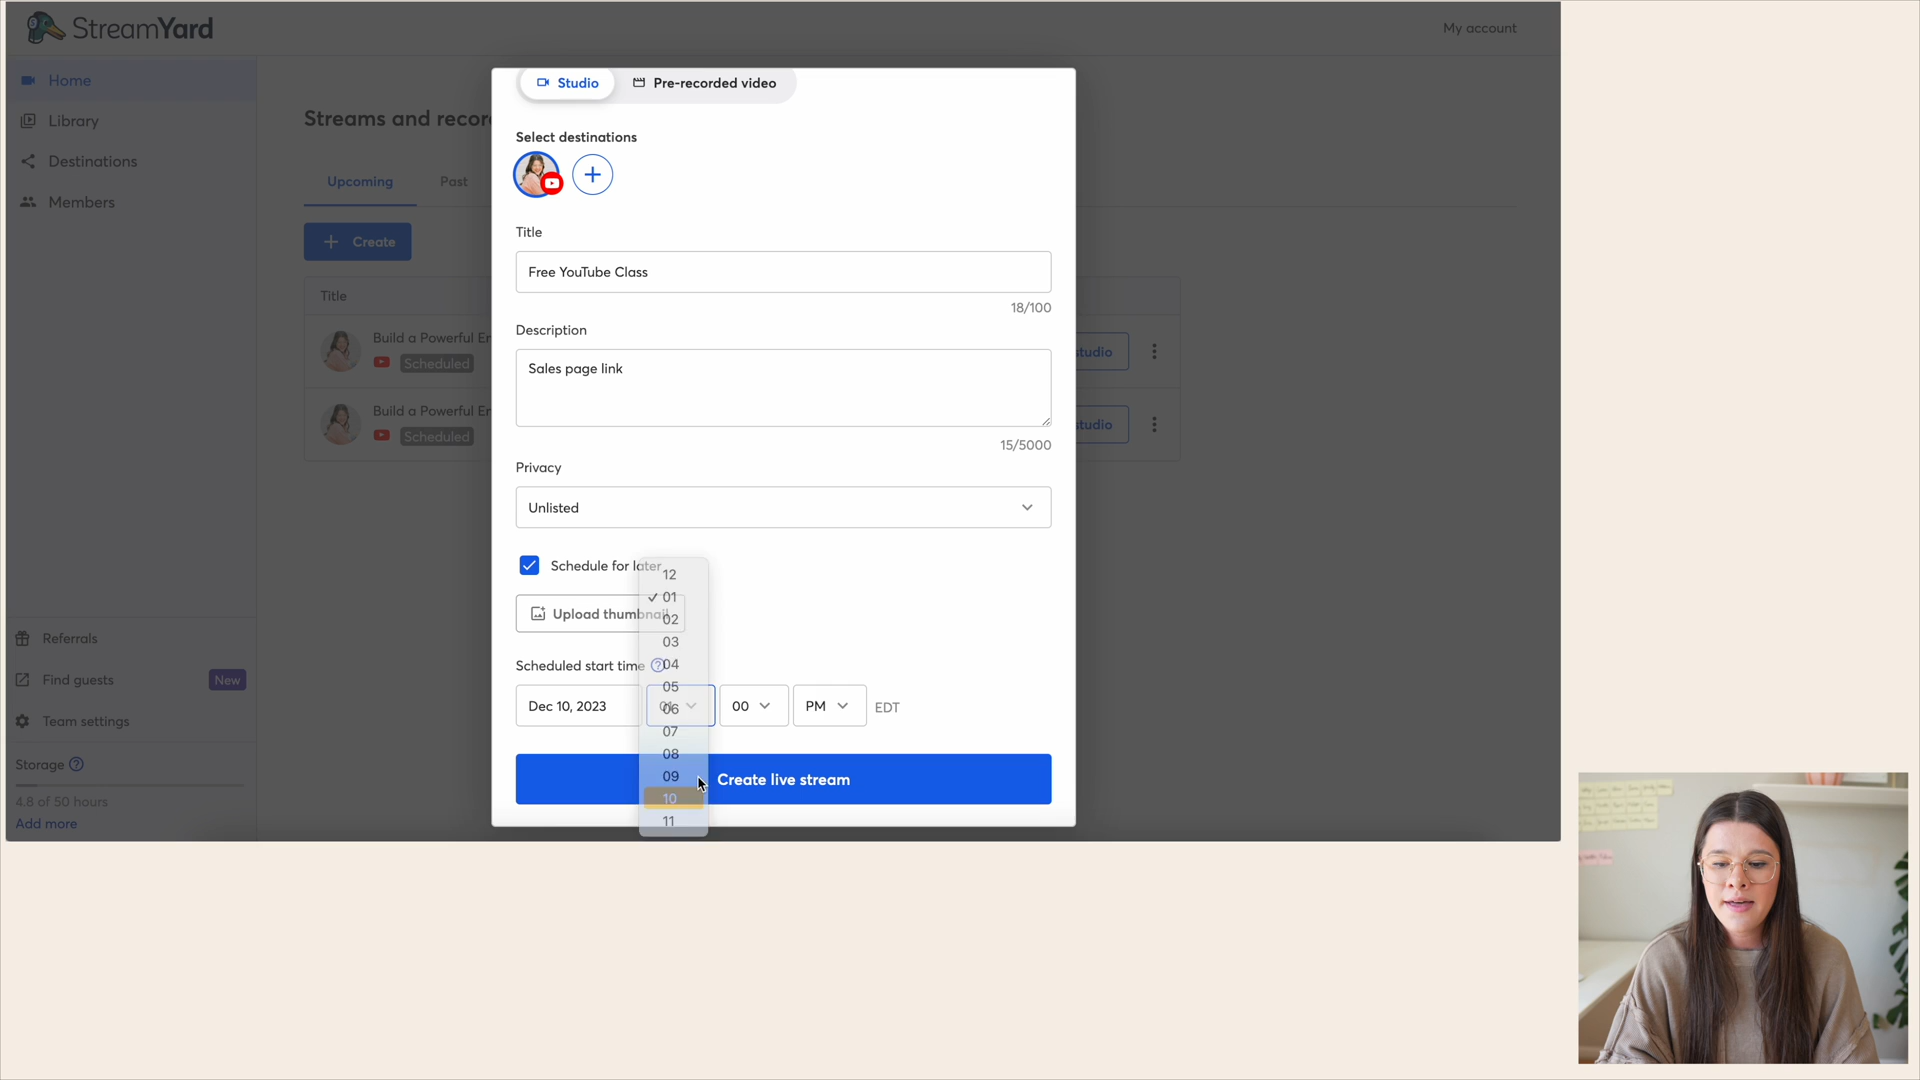 StreamYard
My account
Home
Library
Destinations
Members
Referrals
Find guests
New
Team settings
Storage
4.8 of 50 hours
Add more
Streams and recor
Upcoming
Past
Create
Title
Build a Powerful Er
Scheduled
studio
Build a Powerful Er
Scheduled
studio
Studio
Pre-recorded video
Select destinations
Title
Free YouTube Class
18/100
Description
Sales page link
15/5000
Privacy
Unlisted
Schedule for later
Upload thumbnail
Scheduled start time
Dec 10, 2023
00
PM
EDT
12
01
02
03
04
05
06
07
08
09
10
11
Create live stream